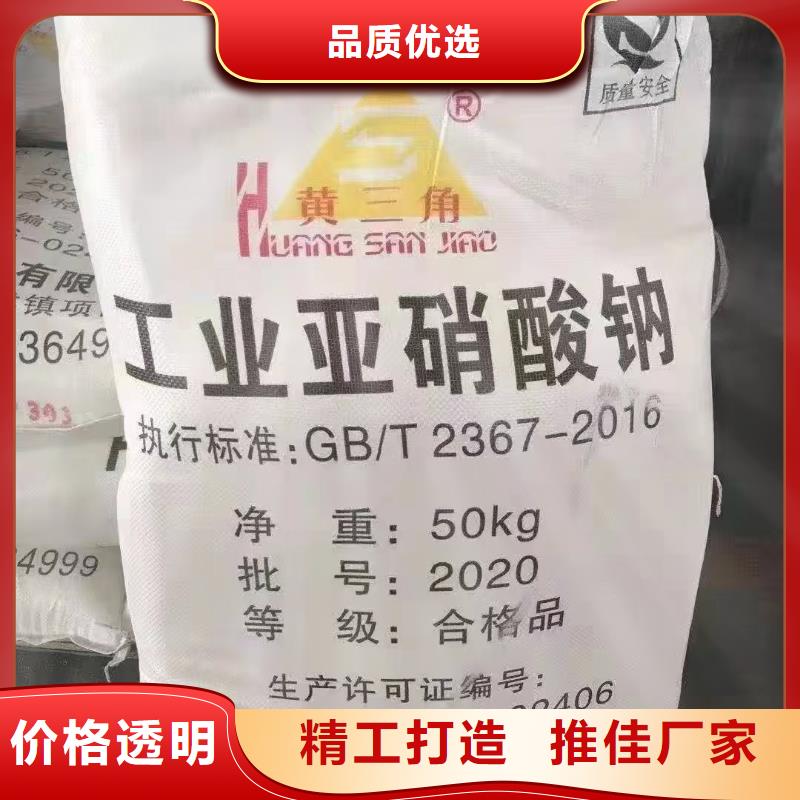 品质优选
质量安全
®
黄三角
HUANG SAN JIAO
工业亚硝酸钠
执行标准:GB/T 2367-2016
净重:50kg
批号:2020
等级:合格品
生产许可证编号:
有限
镇项
3649
303
4999
价格透明
精工打造 推佳厂家